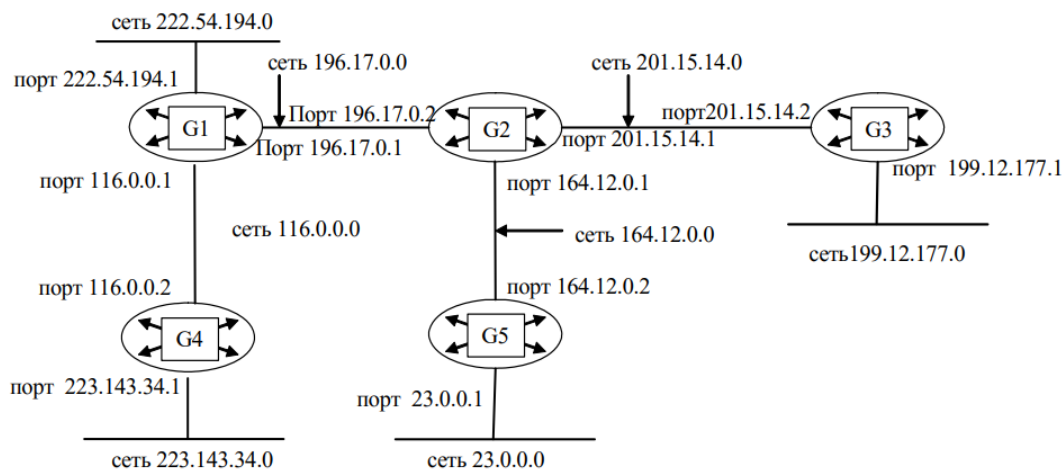 сеть 222.54.194.0
сеть 196.17.0.0
сеть 201.15.14.0
порт 222.54.194.1
Порт 196.17.0.2
порт201.15.14.2
G1
G2
G3
Порт 196.17.0.1
порт 201.15.14.1
порт 199.12.177.1
порт 116.0.0.1
порт 164.12.0.1
сеть 116.0.0.0
сеть 164.12.0.0
сеть199.12.177.0
порт 116.0.0.2
порт 164.12.0.2
G4
G5
порт 223.143.34.1
порт 23.0.0.1
сеть 223.143.34.0
сеть 23.0.0.0